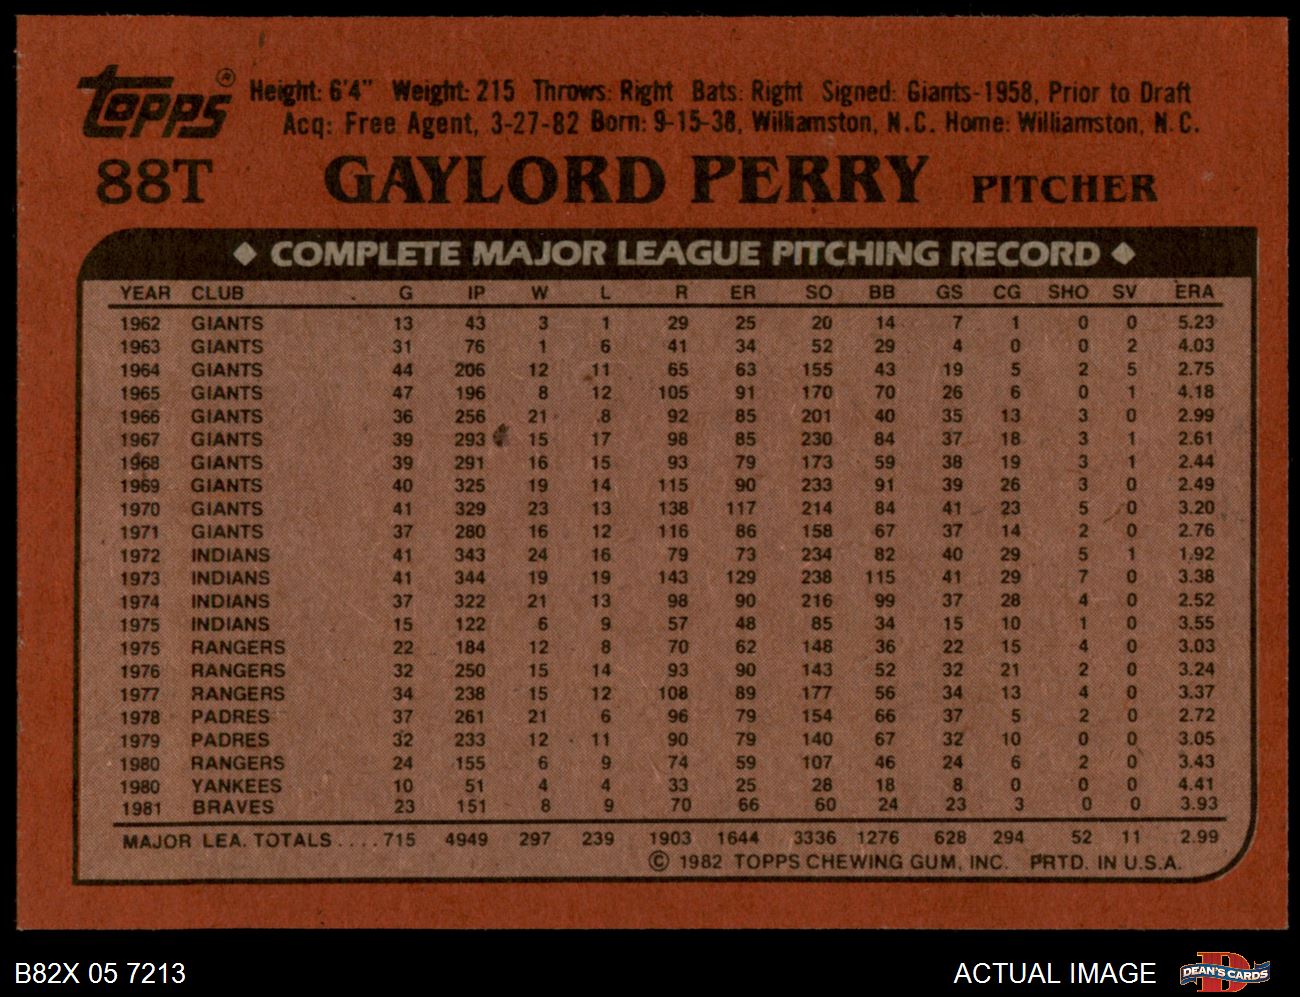 topps® Height: 6'4" Weight: 215 Throws: Right Bats: Right Signed: Giants-1958, Prior to Draft
Acq: Free Agent, 3-27-82 Born: 9-15-38, Williamston, N.C. Home: Williamston, N.C.
88T GAYLORD PERRY PITCHER
◆ COMPLETE MAJOR LEAGUE PITCHING RECORD ◆
YEAR CLUB G IP W L R ER SO BB GS CG SHO SV ERA
1962 GIANTS 13 43 3 1 29 25 20 14 7 1 0 0 5.23
1963 GIANTS 31 76 1 6 41 34 52 29 4 0 0 2 4.03
1964 GIANTS 44 206 12 11 65 63 155 43 19 5 2 5 2.75
1965 GIANTS 47 196 8 12 105 91 170 70 26 6 0 1 4.18
1966 GIANTS 36 256 21 8 92 85 201 40 35 13 3 0 2.99
1967 GIANTS 39 293 15 17 98 85 230 84 37 18 3 1 2.61
1968 GIANTS 39 291 16 15 93 79 173 59 38 19 3 1 2.44
1969 GIANTS 40 325 19 14 115 90 233 91 39 26 3 0 2.49
1970 GIANTS 41 329 23 13 138 117 214 84 41 23 5 0 3.20
1971 GIANTS 37 280 16 12 116 86 158 67 37 14 2 0 2.76
1972 INDIANS 41 343 24 16 79 73 234 82 40 29 5 1 1.92
1973 INDIANS 41 344 19 19 143 129 238 115 41 29 7 0 3.38
1974 INDIANS 37 322 21 13 98 90 216 99 37 28 4 0 2.52
1975 INDIANS 15 122 6 9 57 48 85 34 15 10 1 0 3.55
1975 RANGERS 22 184 12 8 70 62 148 36 22 15 4 0 3.03
1976 RANGERS 32 250 15 14 93 90 143 52 32 21 2 0 3.24
1977 RANGERS 34 238 15 12 108 89 177 56 34 13 4 0 3.37
1978 PADRES 37 261 21 6 96 79 154 66 37 5 2 0 2.72
1979 PADRES 32 233 12 11 90 79 140 67 32 10 0 0 3.05
1980 RANGERS 24 155 6 9 74 59 107 46 24 6 2 0 3.43
1980 YANKEES 10 51 4 4 33 25 28 18 8 0 0 0 4.41
1981 BRAVES 23 151 8 9 70 66 60 24 23 3 0 0 3.93
MAJOR LEA. TOTALS ....715 4949 297 239 1903 1644 3336 1276 628 294 52 11 2.99
© 1982 TOPPS CHEWING GUM, INC. PRTD. IN U.S.A.
B82X 05 7213 ACTUAL IMAGE DEAN'S CARDS